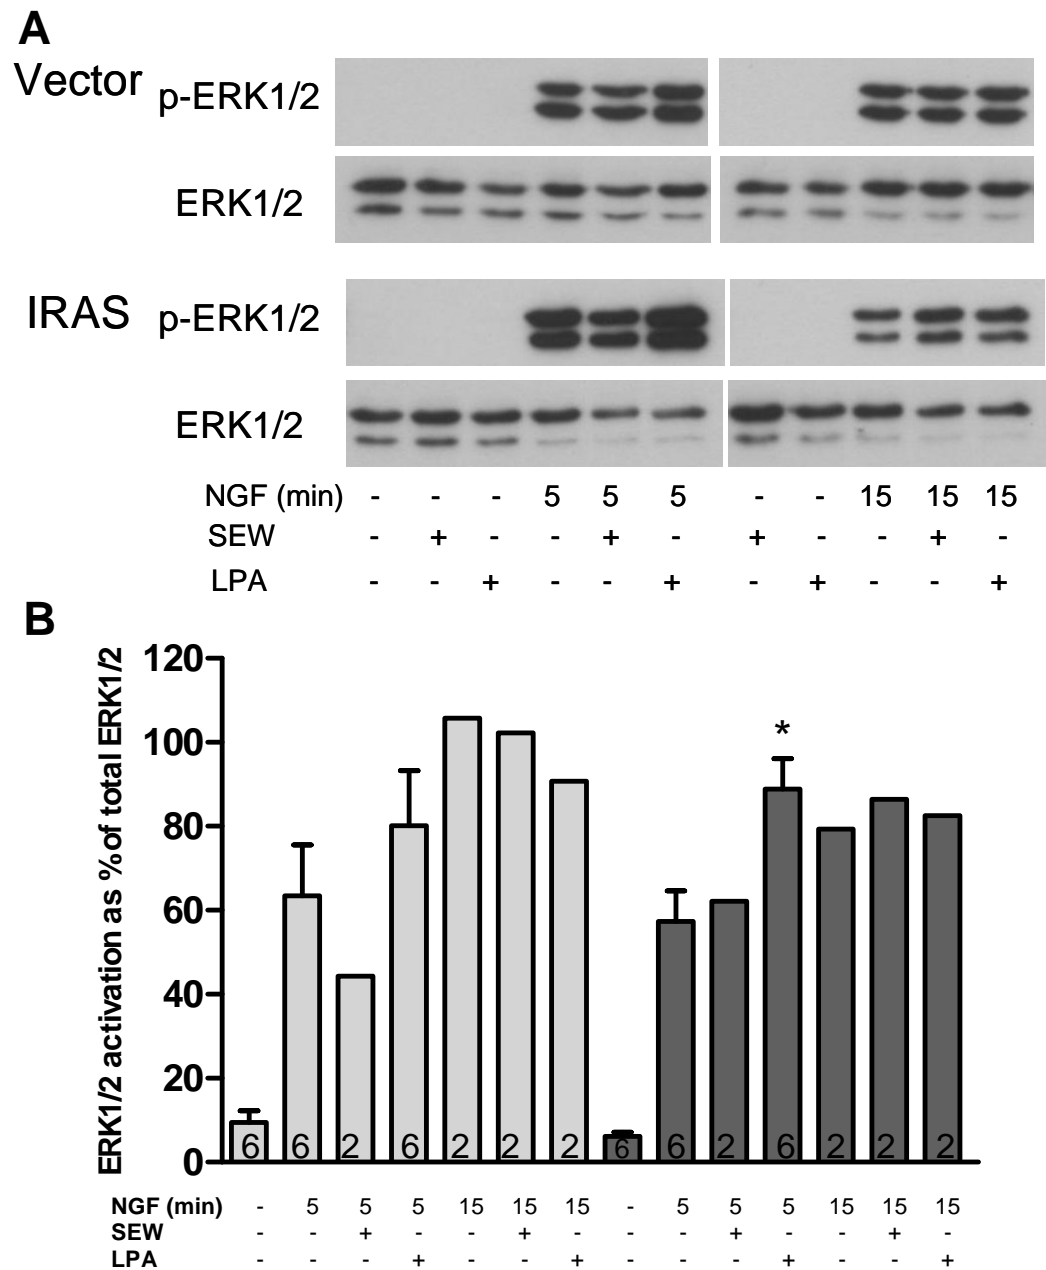 A
Vector p-ERK1/2
ERK1/2
IRAS p-ERK1/2
ERK1/2
NGF (min) - - - 5 5 5 - - 15 15 15
SEW - + - - + - + - - + -
LPA - - + - - + - + - - +
B
ERK1/2 activation as % of total ERK1/2
120
100
80
60
40
20
0
*
6 6 2 6 2 2 2 6 6 2 6 2 2 2
NGF (min) - 5 5 5 15 15 15 - 5 5 5 15 15 15
SEW - - + - - + - - - + - - + -
LPA - - - + - - + - - - + - - +